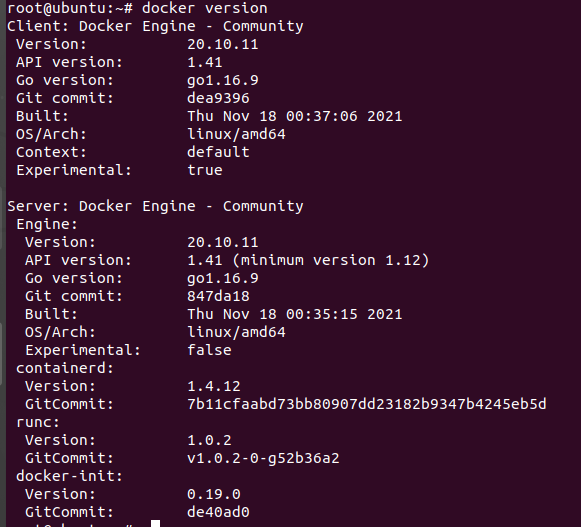 root@ubuntu:~# docker version
Client: Docker Engine - Community
 Version:           20.10.11
 API version:       1.41
 Go version:        go1.16.9
 Git commit:        dea9396
 Built:             Thu Nov 18 00:37:06 2021
 OS/Arch:           linux/amd64
 Context:           default
 Experimental:      true

Server: Docker Engine - Community
 Engine:
  Version:          20.10.11
  API version:      1.41 (minimum version 1.12)
  Go version:       go1.16.9
  Git commit:       847da18
  Built:            Thu Nov 18 00:35:15 2021
  OS/Arch:          linux/amd64
  Experimental:     false
 containerd:
  Version:          1.4.12
  GitCommit:        7b11cfaabd73bb80907dd23182b9347b4245eb5d
 runc:
  Version:          1.0.2
  GitCommit:        v1.0.2-0-g52b36a2
 docker-init:
  Version:          0.19.0
  GitCommit:        de40ad0